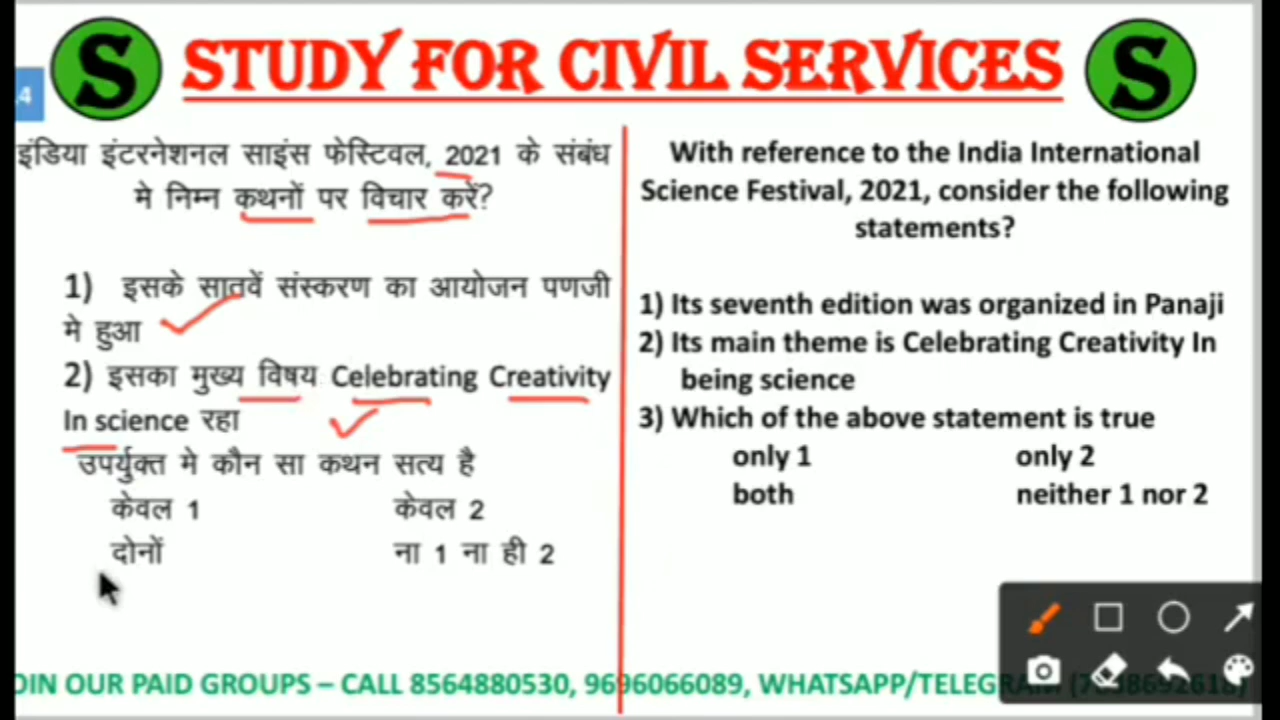 S STUDY FOR CIVIL SERVICES S
.4
इंडिया इंटरनेशनल साइंस फेस्टिवल, 2021 के संबंध
मे निम्न कथनों पर विचार करें?
1) इसके सातवें संस्करण का आयोजन पणजी
मे हुआ
2) इसका मुख्य विषय Celebrating Creativity
In science रहा
उपर्युक्त मे कौन सा कथन सत्य है
केवल 1 केवल 2
दोनों ना 1 ना ही 2
With reference to the India International
Science Festival, 2021, consider the following
statements?
1) Its seventh edition was organized in Panaji
2) Its main theme is Celebrating Creativity In
being science
3) Which of the above statement is true
only 1 only 2
both neither 1 nor 2
OIN OUR PAID GROUPS – CALL 8564880530, 9696066089, WHATSAPP/TELEGRAM